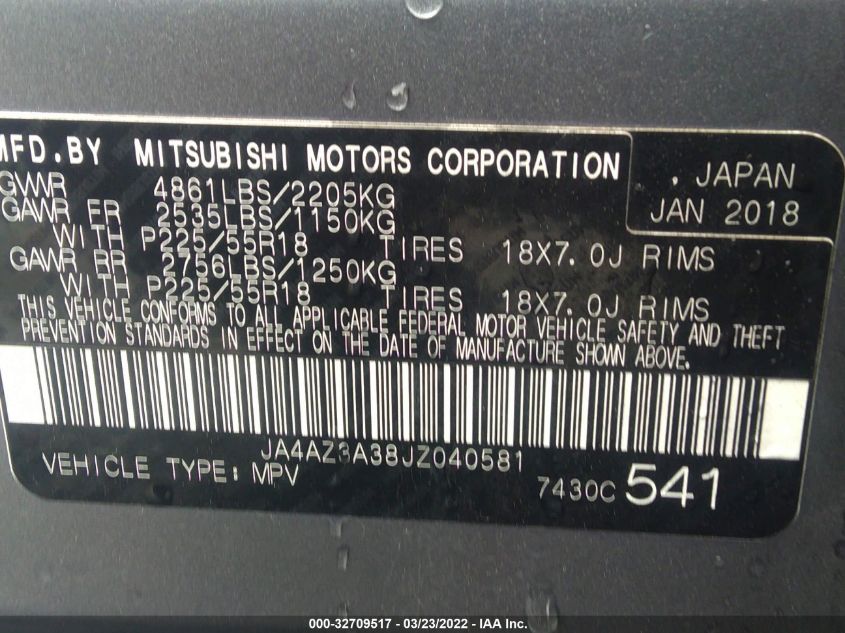 MFD.BY MITSUBISHI MOTORS CORPORATION
, JAPAN
JAN 2018
GVWR 4861LBS/2205KG
GAWR FR 2535LBS/1150KG
WITH P225/55R18 TIRES 18X7.0J RIMS
GAWR RR 2756LBS/1250KG
WITH P225/55R18 TIRES 18X7.0J RIMS
THIS VEHICLE CONFORMS TO ALL APPLICABLE FEDERAL MOTOR VEHICLE SAFETY AND THEFT
PREVENTION STANDARDS IN EFFECT ON THE DATE OF MANUFACTURE SHOWN ABOVE.
JA4AZ3A38JZ040581
VEHICLE TYPE: MPV
7430C 541
000-32709517 - 03/23/2022 - IAA Inc.